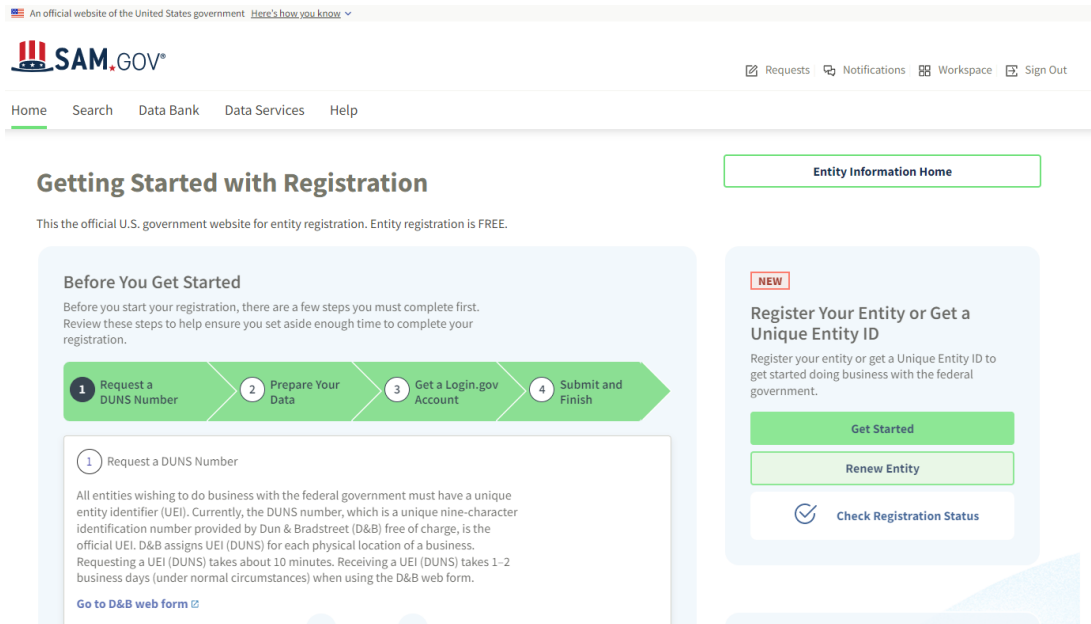 An official website of the United States government Here's how you know
SAM.GOV®
Requests Notifications Workspace Sign Out
Home Search Data Bank Data Services Help
Getting Started with Registration
Entity Information Home
This the official U.S. government website for entity registration. Entity registration is FREE.
Before You Get Started
Before you start your registration, there are a few steps you must complete first.
Review these steps to help ensure you set aside enough time to complete your
registration.
1 Request a
DUNS Number
2 Prepare Your
Data
3 Get a Login.gov
Account
4 Submit and
Finish
1 Request a DUNS Number
All entities wishing to do business with the federal government must have a unique
entity identifier (UEI). Currently, the DUNS number, which is a unique nine-character
identification number provided by Dun & Bradstreet (D&B) free of charge, is the
official UEI. D&B assigns UEI (DUNS) for each physical location of a business.
Requesting a UEI (DUNS) takes about 10 minutes. Receiving a UEI (DUNS) takes 1–2
business days (under normal circumstances) when using the D&B web form.
Go to D&B web form
NEW
Register Your Entity or Get a
Unique Entity ID
Register your entity or get a Unique Entity ID to
get started doing business with the federal
government.
Get Started
Renew Entity
Check Registration Status